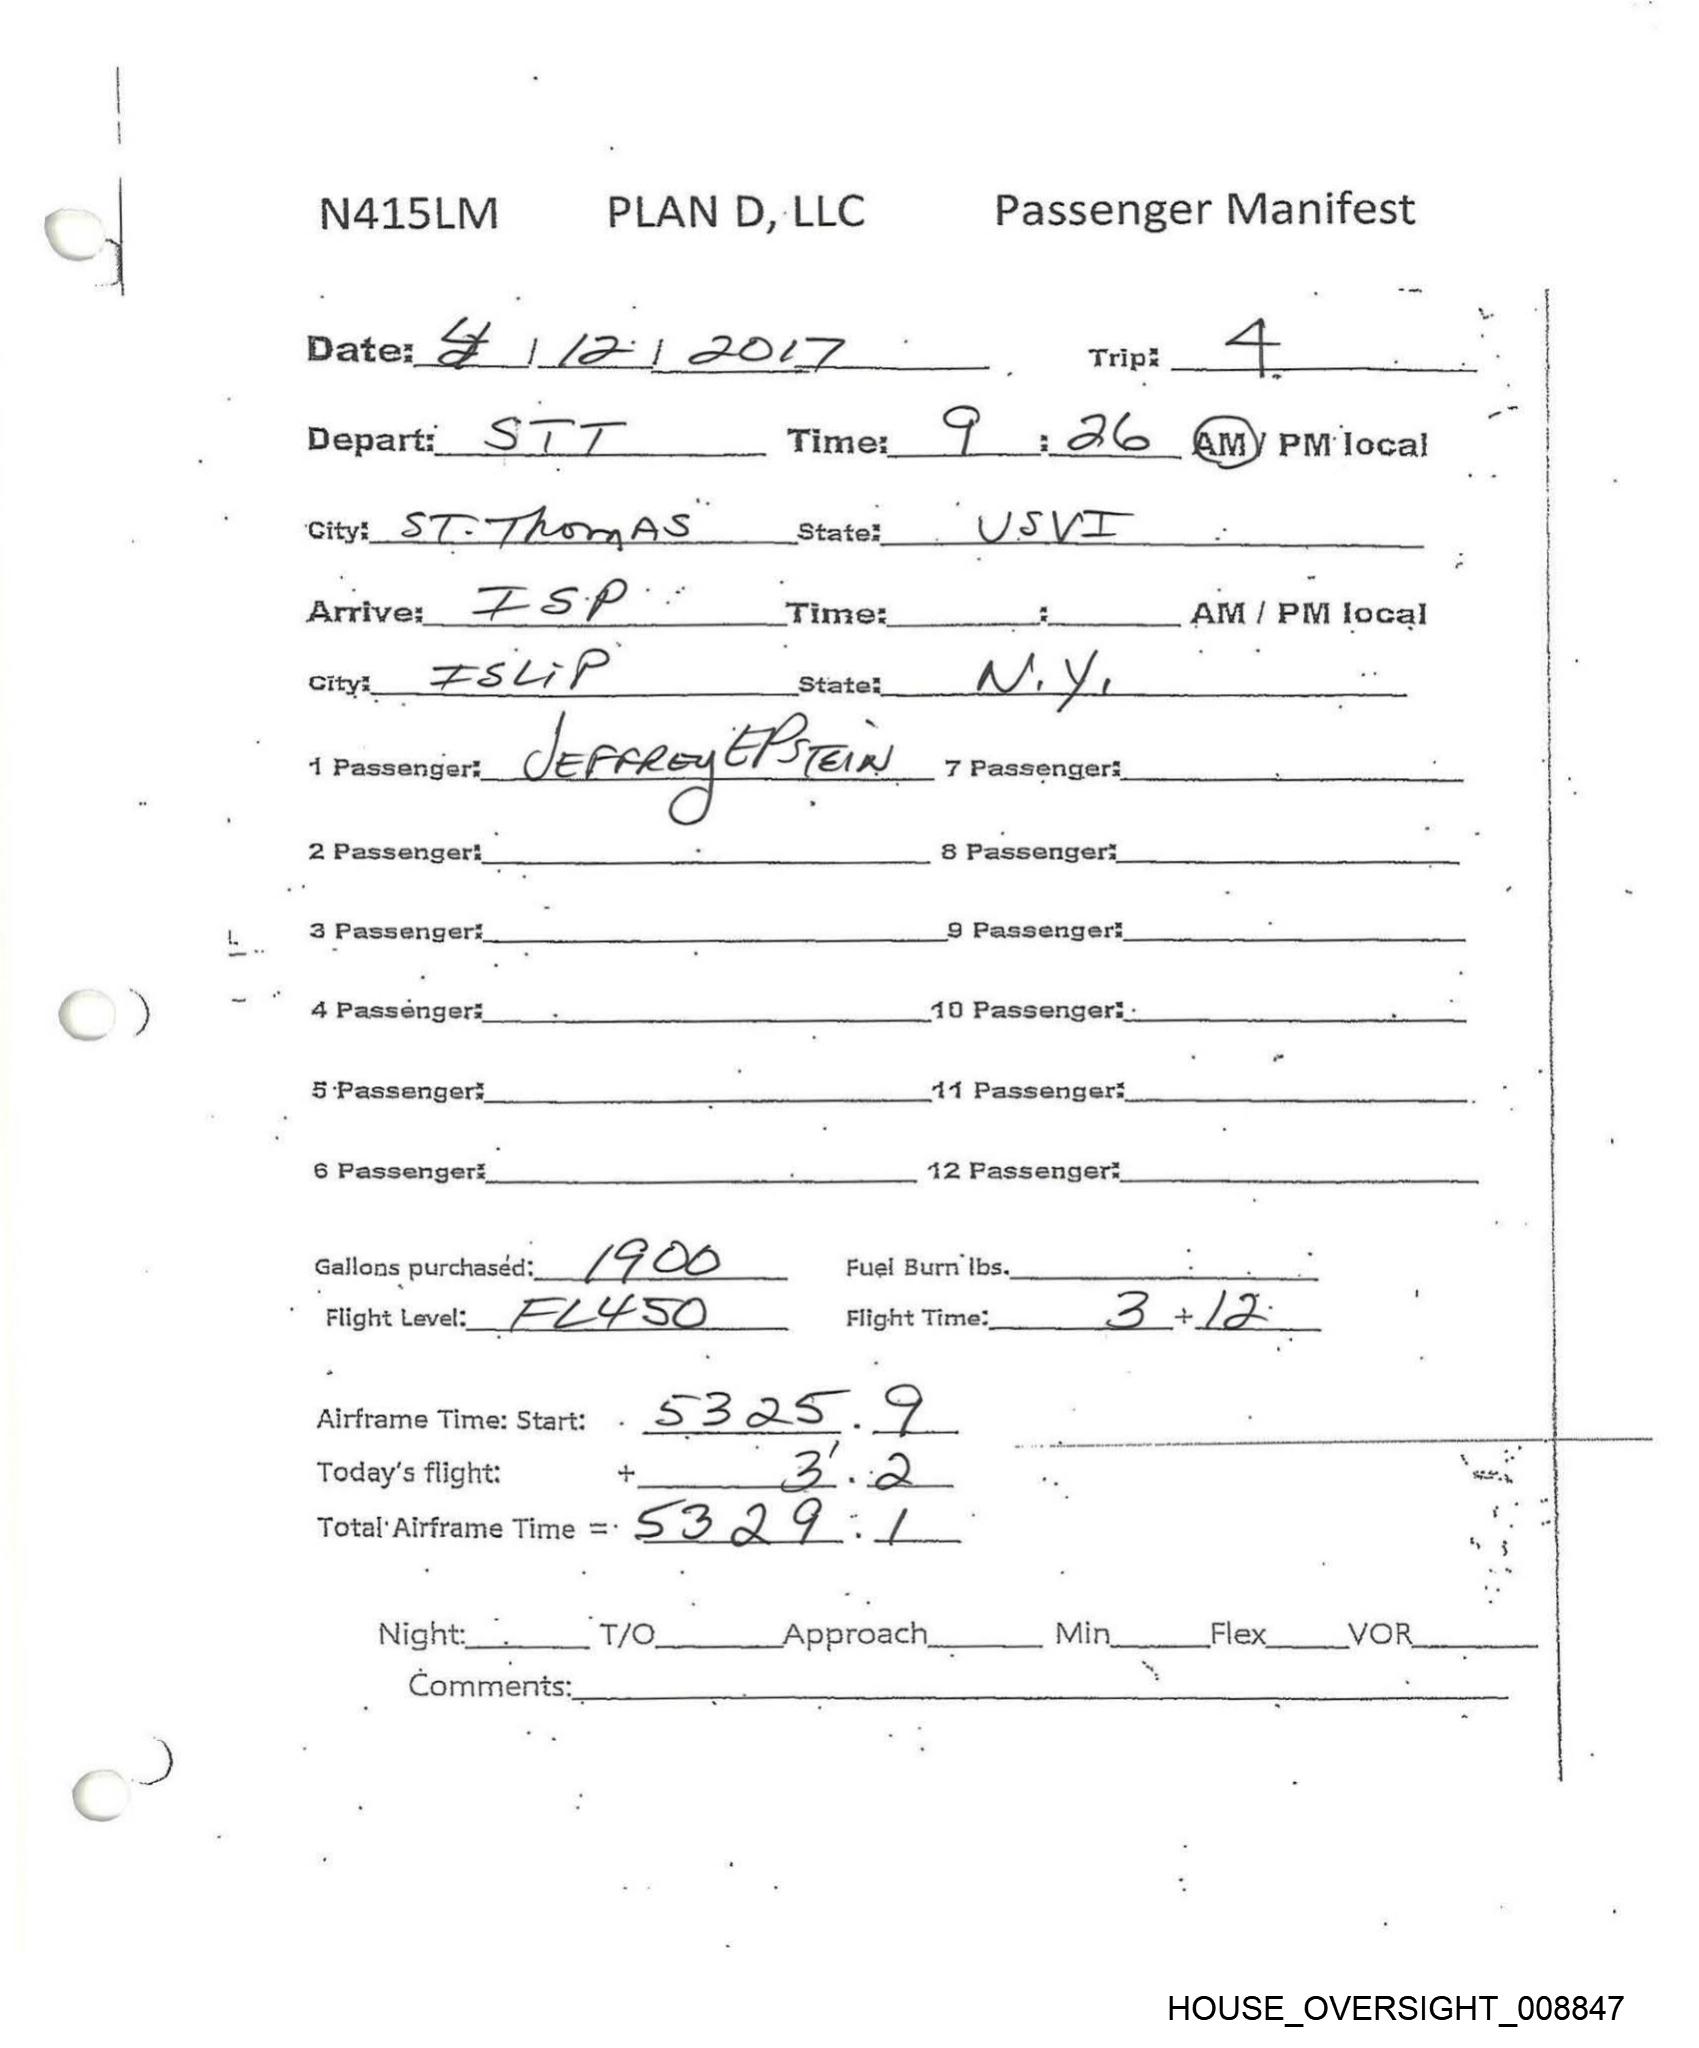 N415LM PLAN D, LLC Passenger Manifest
Date: 4 / 12 / 2017 Trip: 4
Depart: STT Time: 9 : 26 AM / PM local
City: ST. ThomAS State: USVI
Arrive: ISP Time: : AM / PM local
City: ISLiP State: N.Y.
1 Passenger: JEFFREy EPSTEIN 7 Passenger:
2 Passenger: 8 Passenger:
3 Passenger: 9 Passenger:
4 Passenger: 10 Passenger:
5 Passenger: 11 Passenger:
6 Passenger: 12 Passenger:
Gallons purchased: 1900 Fuel Burn lbs.
Flight Level: FL450 Flight Time: 3 + 12
Airframe Time: Start: 5325 . 9
Today's flight: + 3 . 2
Total Airframe Time = 5329 . 1
Night: T/O Approach Min Flex VOR
Comments:
HOUSE_OVERSIGHT_008847